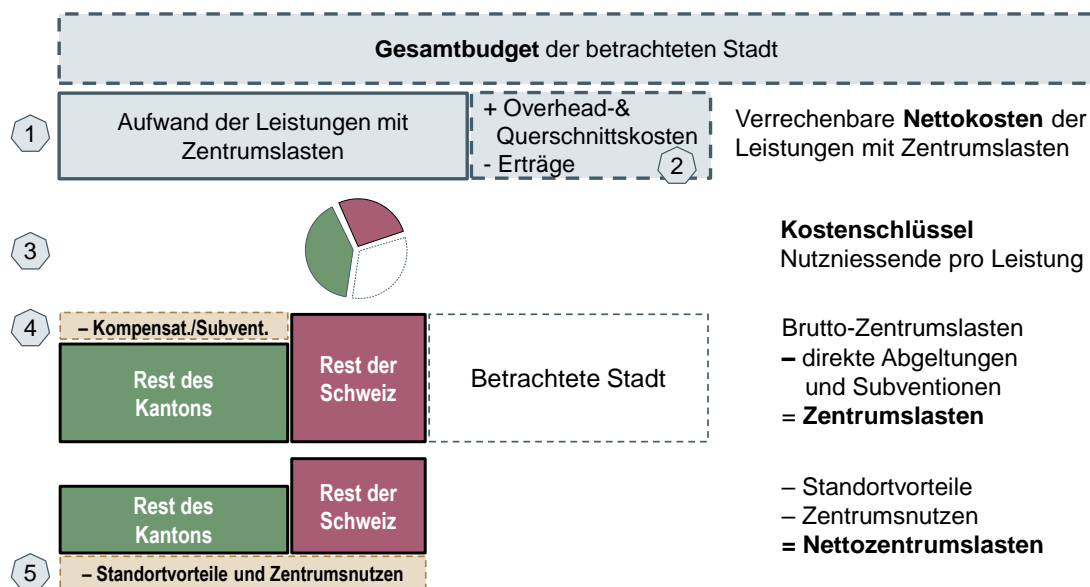 Gesamtbudget der betrachteten Stadt
1
Aufwand der Leistungen mit
Zentrumslasten
+ Overhead-&
Querschnittskosten
- Erträge
2
Verrechenbare Nettokosten der
Leistungen mit Zentrumslasten
3
Kostenschlüssel
Nutzniessende pro Leistung
4
– Kompensat./Subvent.
Rest des
Kantons
Rest der
Schweiz
Betrachtete Stadt
Brutto-Zentrumslasten
– direkte Abgeltungen
und Subventionen
= Zentrumslasten
Rest des
Kantons
Rest der
Schweiz
– Standortvorteile
– Zentrumsnutzen
= Nettozentrumslasten
5
– Standortvorteile und Zentrumsnutzen